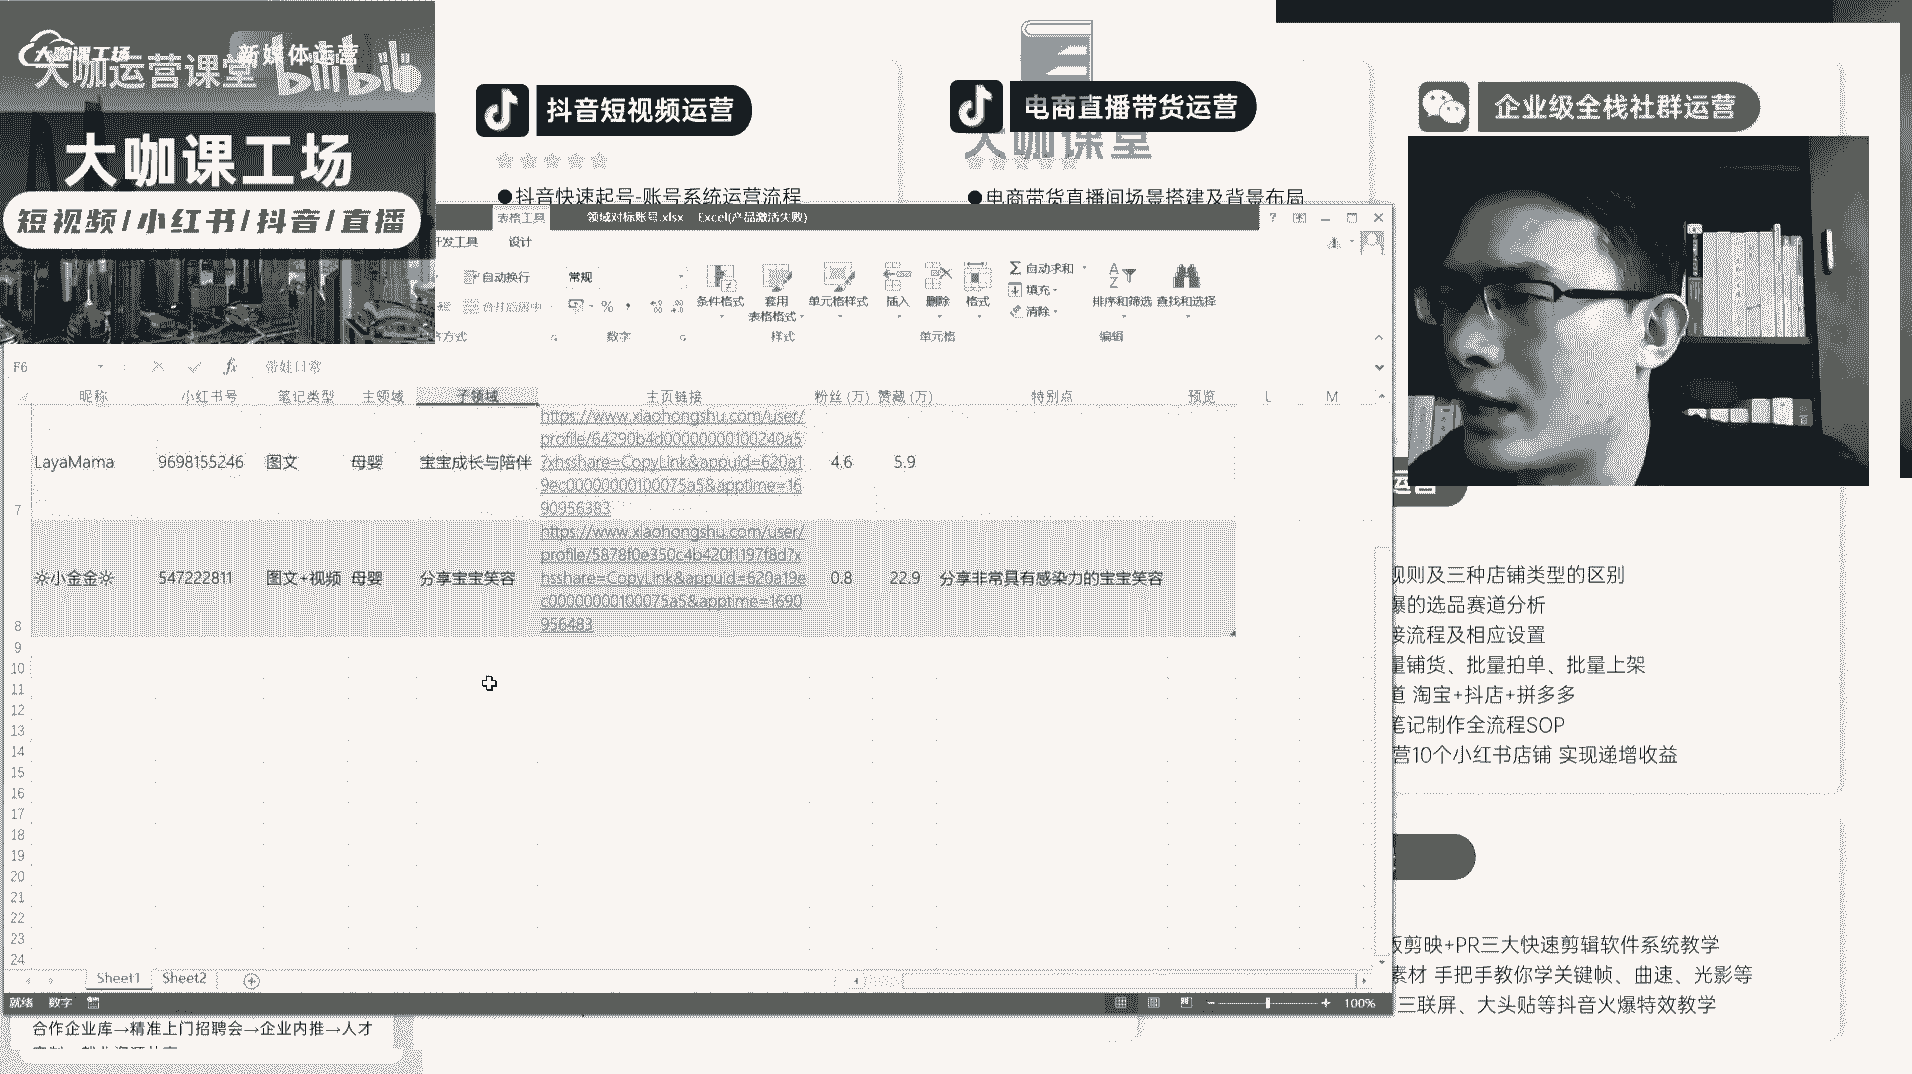 大咖课工场
新媒体运营
大咖运营课堂 bilibili
大咖课工场
短视频/小红书/抖音/直播
抖音短视频运营
●抖音快速起号-账号系统运营流程
电商直播带货运营
大咖课堂
●电商带货直播间场景搭建及背景布局
企业级全栈社群运营
表格工具
领域对标账号.xlsx - Excel(产品激活失败)
开发工具 设计
自动换行
常规
合并后居中
条件格式
套用
表格格式
单元格样式
插入
删除
格式
自动求和
填充
清除
排序和筛选
查找和选择
方式
数字
样式
单元格
编辑
F6
带娃日常
昵称 小红书号 笔记类型 主领域 子领域 主页链接 粉丝 (万) 赞藏 (万) 特别点 预览 L M
7 LayaMama 9698155246 图文 母婴 宝宝成长与陪伴
https://www.xiaohongshu.com/user/
profile/64290b4d00000000100240a5
?xhsshare=CopyLink&appuid=620a1
9ec00000000100075a5&apptime=16
90956383
4.6 5.9
8 ☼小金金☼ 547222811 图文+视频 母婴 分享宝宝笑容
https://www.xiaohongshu.com/user/
profile/5878f0e350c4b420f1197f8d?x
hsshare=CopyLink&appuid=620a19e
c00000000100075a5&apptime=1690
956483
0.8 22.9 分享非常具有感染力的宝宝笑容
9
10
11
12
13
14
15
16
17
18
19
20
21
22
23
24
Sheet1 Sheet2
就绪 数字
100%
运营
规则及三种店铺类型的区别
爆的选品赛道分析
接流程及相应设置
量铺货、批量拍单、批量上架
道 淘宝+抖店+拼多多
笔记制作全流程SOP
营10个小红书店铺 实现递增收益
版剪映+PR三大快速剪辑软件系统教学
素材 手把手教你学关键帧、曲速、光影等
三联屏、大头贴等抖音火爆特效教学
合作企业库→精准上门招聘会→企业内推→人才